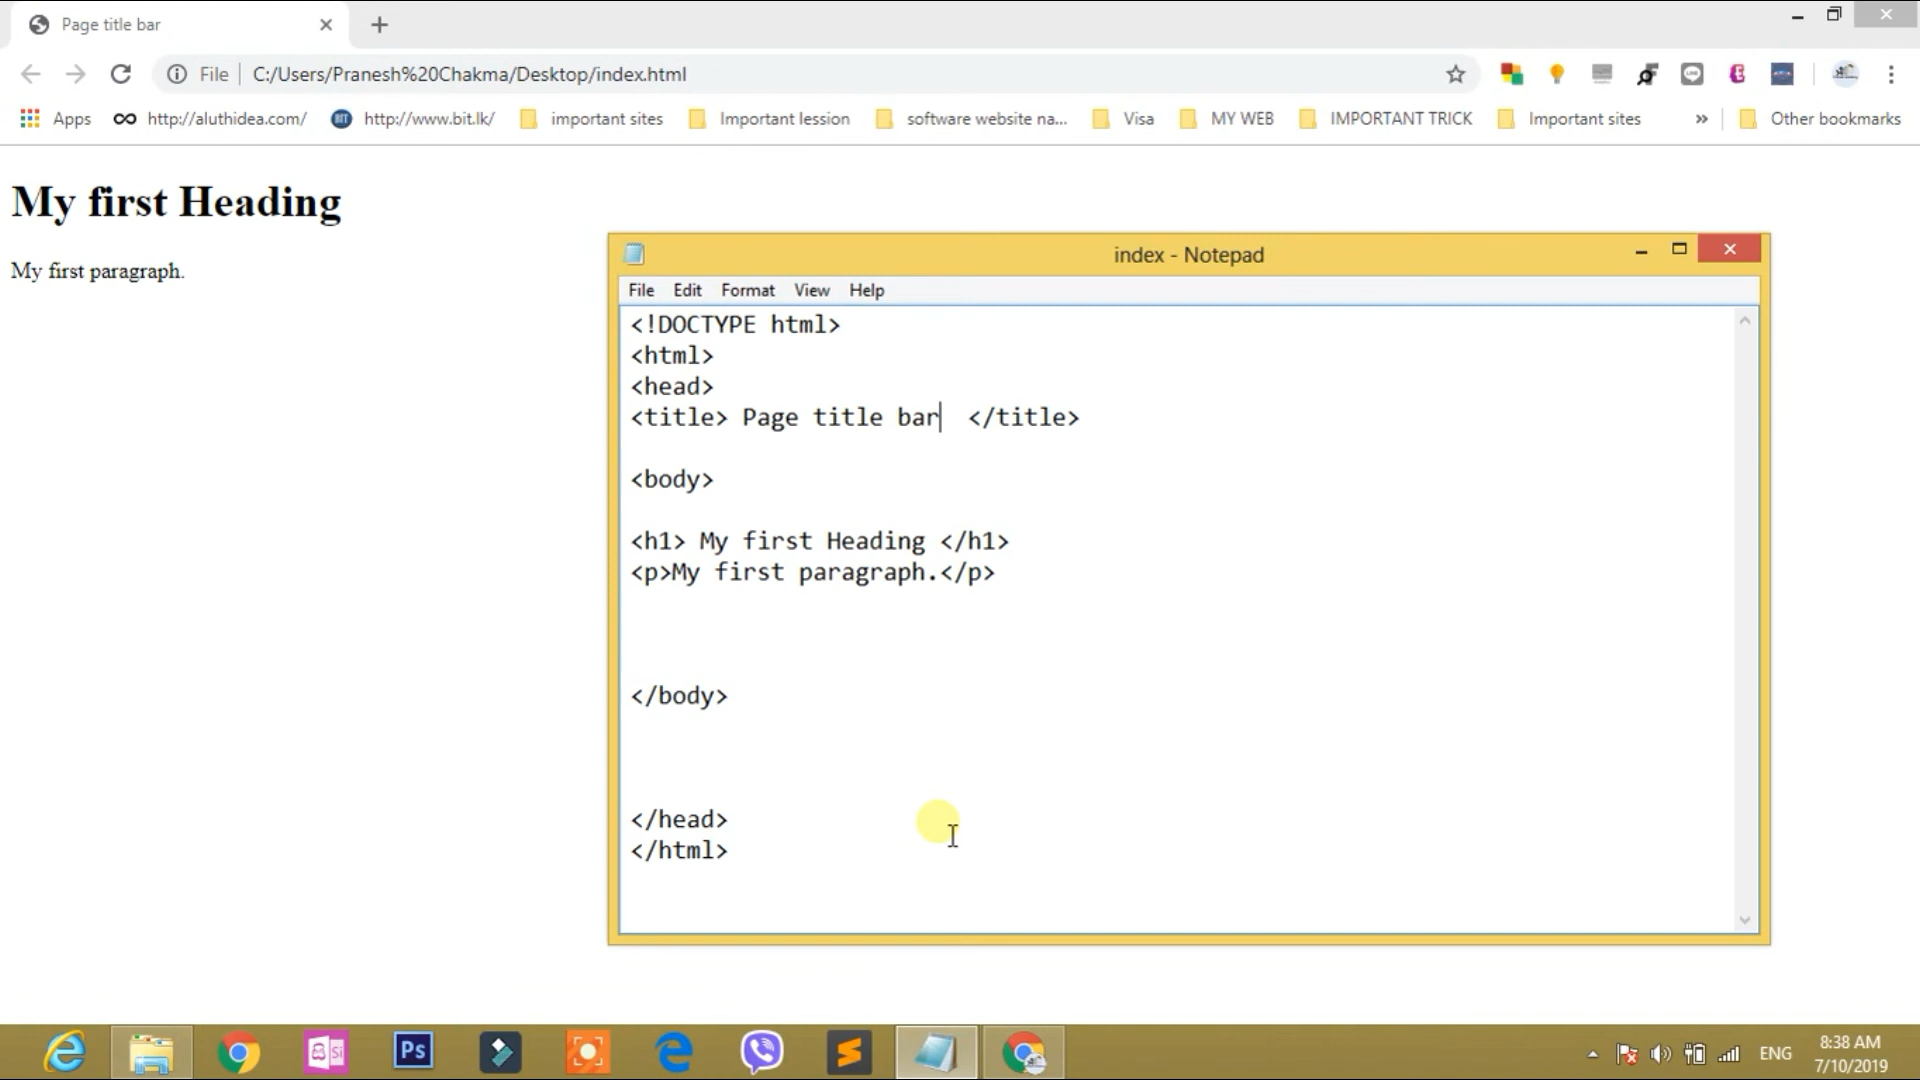 Page title bar
File
C:/Users/Pranesh%20Chakma/Desktop/index.html
Apps
http://aluthidea.com/
BIT
http://www.bit.lk/
important sites
Important lession
software website na...
Visa
MY WEB
IMPORTANT TRICK
Important sites
»
Other bookmarks
My first Heading
My first paragraph.
index - Notepad
File Edit Format View Help
<!DOCTYPE html>
<html>
<head>
<title> Page title bar  </title>
<body>
<h1> My first Heading </h1>
<p>My first paragraph.</p>
</body>
</head>
</html>
Si
Ps
ENG
8:38 AM
7/10/2019